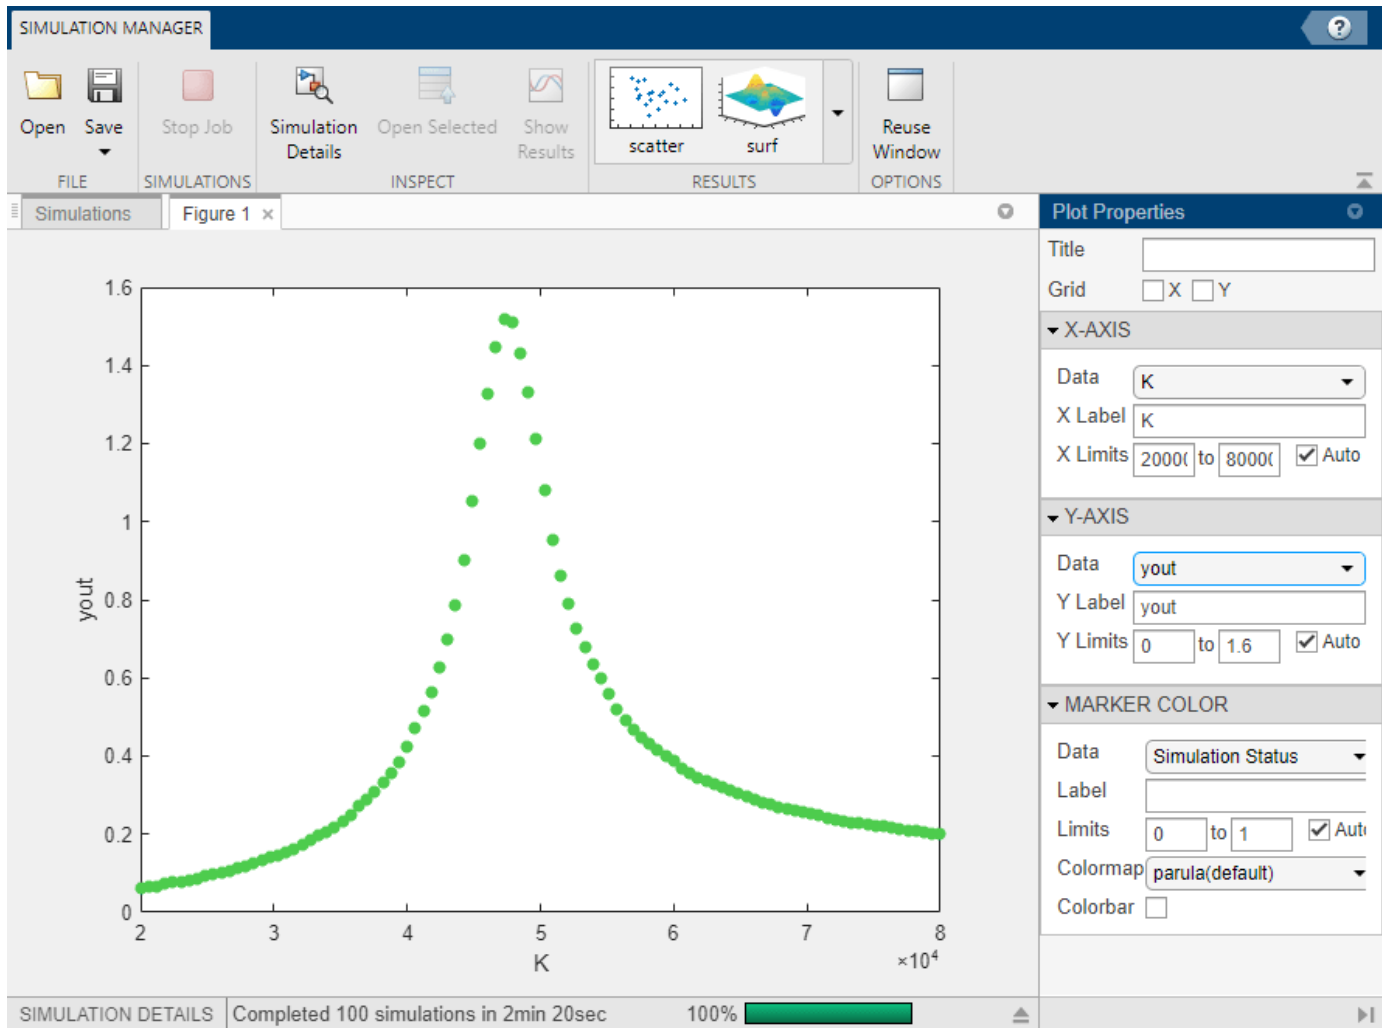 SIMULATION MANAGER
?
Open Save Stop Job Simulation Details Open Selected Show Results scatter surf Reuse Window
FILE SIMULATIONS INSPECT RESULTS OPTIONS
Simulations Figure 1 × Plot Properties
Title
Grid X Y
X-AXIS
Data K
X Label K
X Limits 2000( to 8000( Auto
Y-AXIS
Data yout
Y Label yout
Y Limits 0 to 1.6 Auto
MARKER COLOR
Data Simulation Status
Label
Limits 0 to 1 Auto
Colormap parula(default)
Colorbar
1.6
1.4
1.2
1
0.8
0.6
0.4
0.2
0
yout
2 3 4 5 6 7 8
K
×10⁴
SIMULATION DETAILS Completed 100 simulations in 2min 20sec 100%